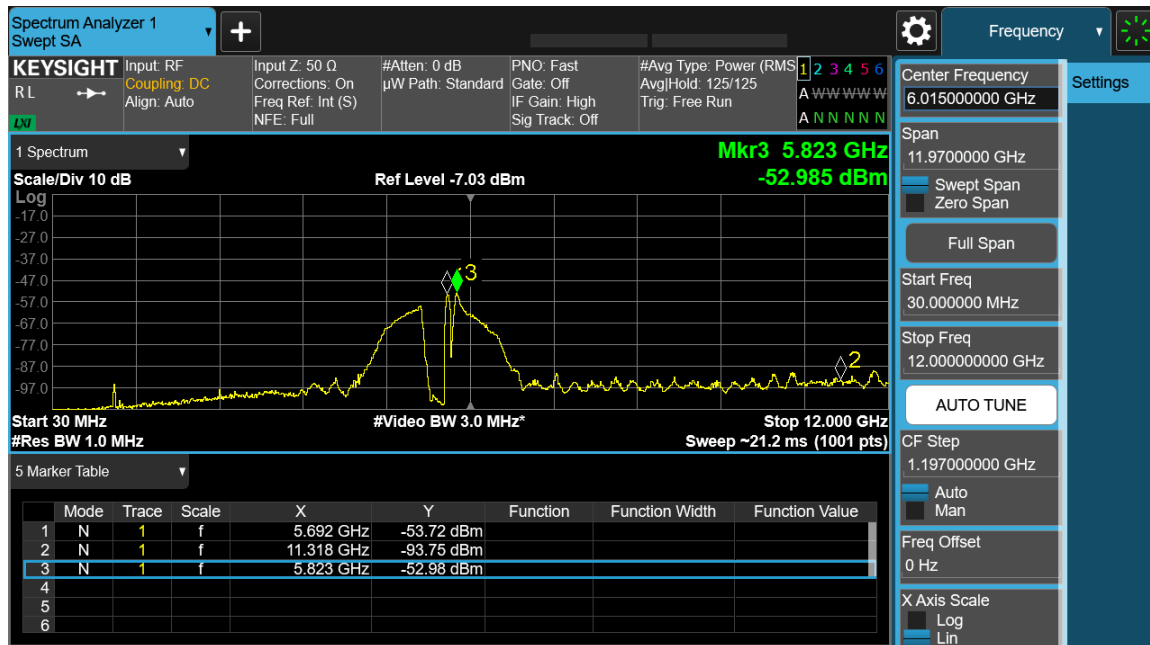 Spectrum Analyzer 1
Swept SA
Frequency
KEYSIGHT
RL
LXI
Input: RF
Coupling: DC
Align: Auto
Input Z: 50 Ω
Corrections: On
Freq Ref: Int (S)
NFE: Full
#Atten: 0 dB
µW Path: Standard
PNO: Fast
Gate: Off
IF Gain: High
Sig Track: Off
#Avg Type: Power (RMS
Avg|Hold: 125/125
Trig: Free Run
1 2 3 4 5 6
A W W W W W
A N N N N N
1 Spectrum
Scale/Div 10 dB
Ref Level -7.03 dBm
Mkr3 5.823 GHz
-52.985 dBm
Log
-17.0
-27.0
-37.0
-47.0
-57.0
-67.0
-77.0
-87.0
-97.0
3
2
Start 30 MHz
#Video BW 3.0 MHz*
Stop 12.000 GHz
#Res BW 1.0 MHz
Sweep ~21.2 ms (1001 pts)
5 Marker Table
Mode Trace Scale X Y Function Function Width Function Value
1 N 1 f 5.692 GHz -53.72 dBm
2 N 1 f 11.318 GHz -93.75 dBm
3 N 1 f 5.823 GHz -52.98 dBm
4
5
6
Center Frequency
6.015000000 GHz
Span
11.9700000 GHz
Swept Span
Zero Span
Full Span
Start Freq
30.000000 MHz
Stop Freq
12.000000000 GHz
AUTO TUNE
CF Step
1.197000000 GHz
Auto
Man
Freq Offset
0 Hz
X Axis Scale
Log
Lin
Settings